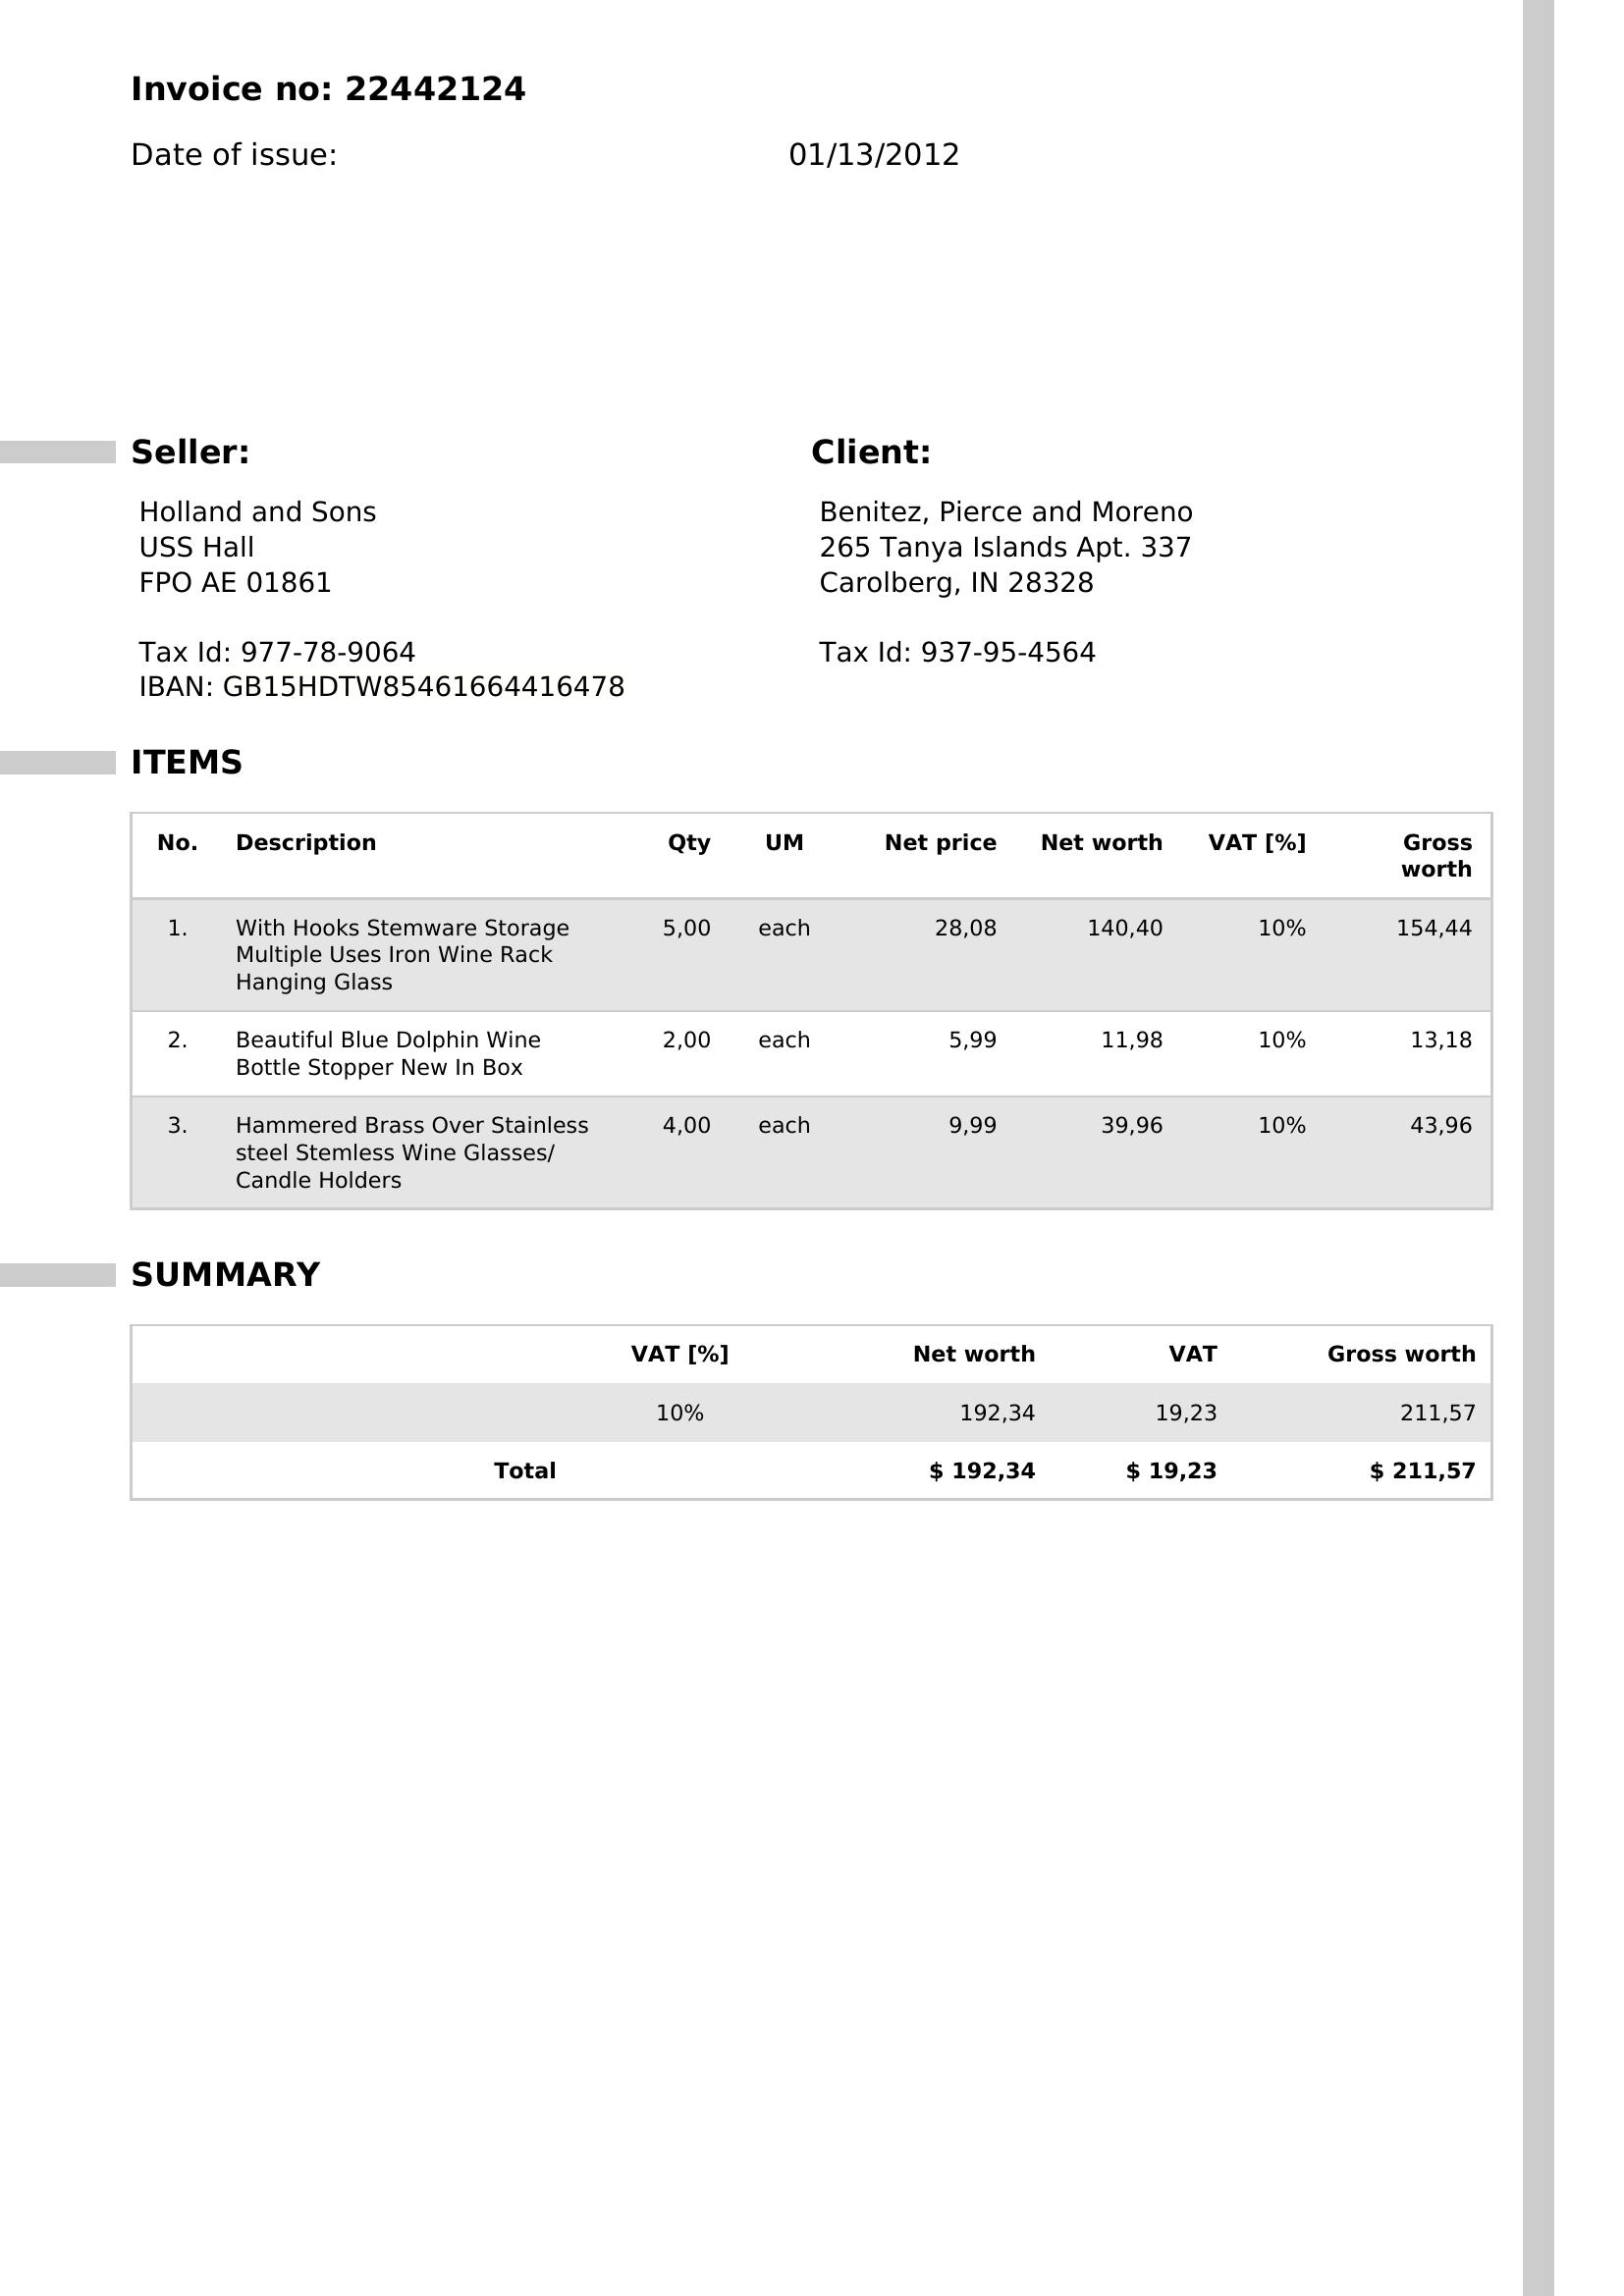 Invoice no: 22442124
Date of issue: 01/13/2012
Seller:
Holland and Sons
USS Hall
FPO AE 01861
Tax Id: 977-78-9064
IBAN: GB15HDTW85461664416478
Client:
Benitez, Pierce and Moreno
265 Tanya Islands Apt. 337
Carolberg, IN 28328
Tax Id: 937-95-4564
ITEMS
No. Description Qty UM Net price Net worth VAT [%] Gross
worth
1. With Hooks Stemware Storage 5,00 each 28,08 140,40 10% 154,44
Multiple Uses Iron Wine Rack
Hanging Glass
2. Beautiful Blue Dolphin Wine 2,00 each 5,99 11,98 10% 13,18
Bottle Stopper New In Box
3. Hammered Brass Over Stainless 4,00 each 9,99 39,96 10% 43,96
steel Stemless Wine Glasses/
Candle Holders
SUMMARY
VAT [%] Net worth VAT Gross worth
10% 192,34 19,23 211,57
Total $ 192,34 $ 19,23 $ 211,57